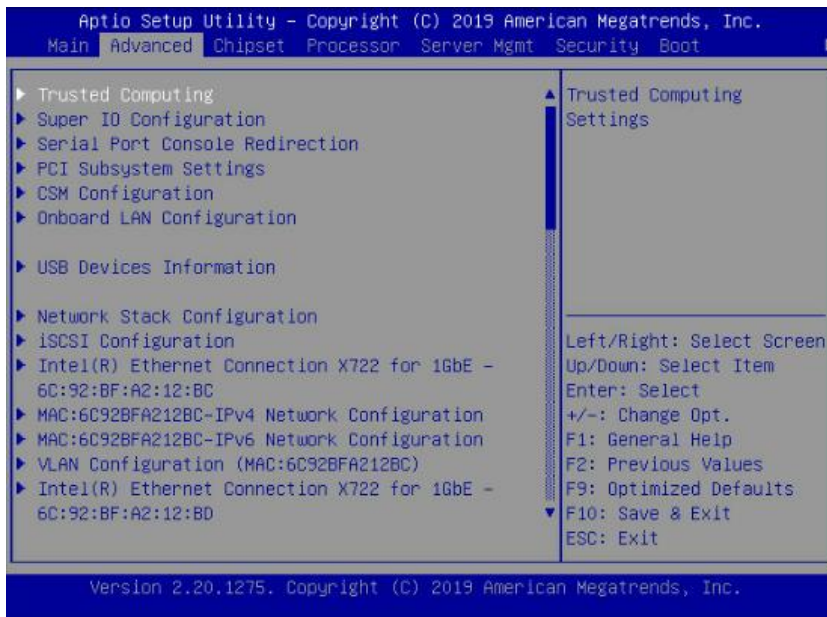 Aptio Setup Utility – Copyright (C) 2019 American Megatrends, Inc.
Main Advanced Chipset Processor Server Mgmt Security Boot
Trusted Computing
Super IO Configuration
Serial Port Console Redirection
PCI Subsystem Settings
CSM Configuration
Onboard LAN Configuration
USB Devices Information
Network Stack Configuration
iSCSI Configuration
Intel(R) Ethernet Connection X722 for 1GbE –
6C:92:BF:A2:12:BC
MAC:6C92BFA212BC-IPv4 Network Configuration
MAC:6C92BFA212BC-IPv6 Network Configuration
VLAN Configuration (MAC:6C92BFA212BC)
Intel(R) Ethernet Connection X722 for 1GbE –
6C:92:BF:A2:12:BD
Trusted Computing
Settings
Left/Right: Select Screen
Up/Down: Select Item
Enter: Select
+/-: Change Opt.
F1: General Help
F2: Previous Values
F9: Optimized Defaults
F10: Save & Exit
ESC: Exit
Version 2.20.1275. Copyright (C) 2019 American Megatrends, Inc.